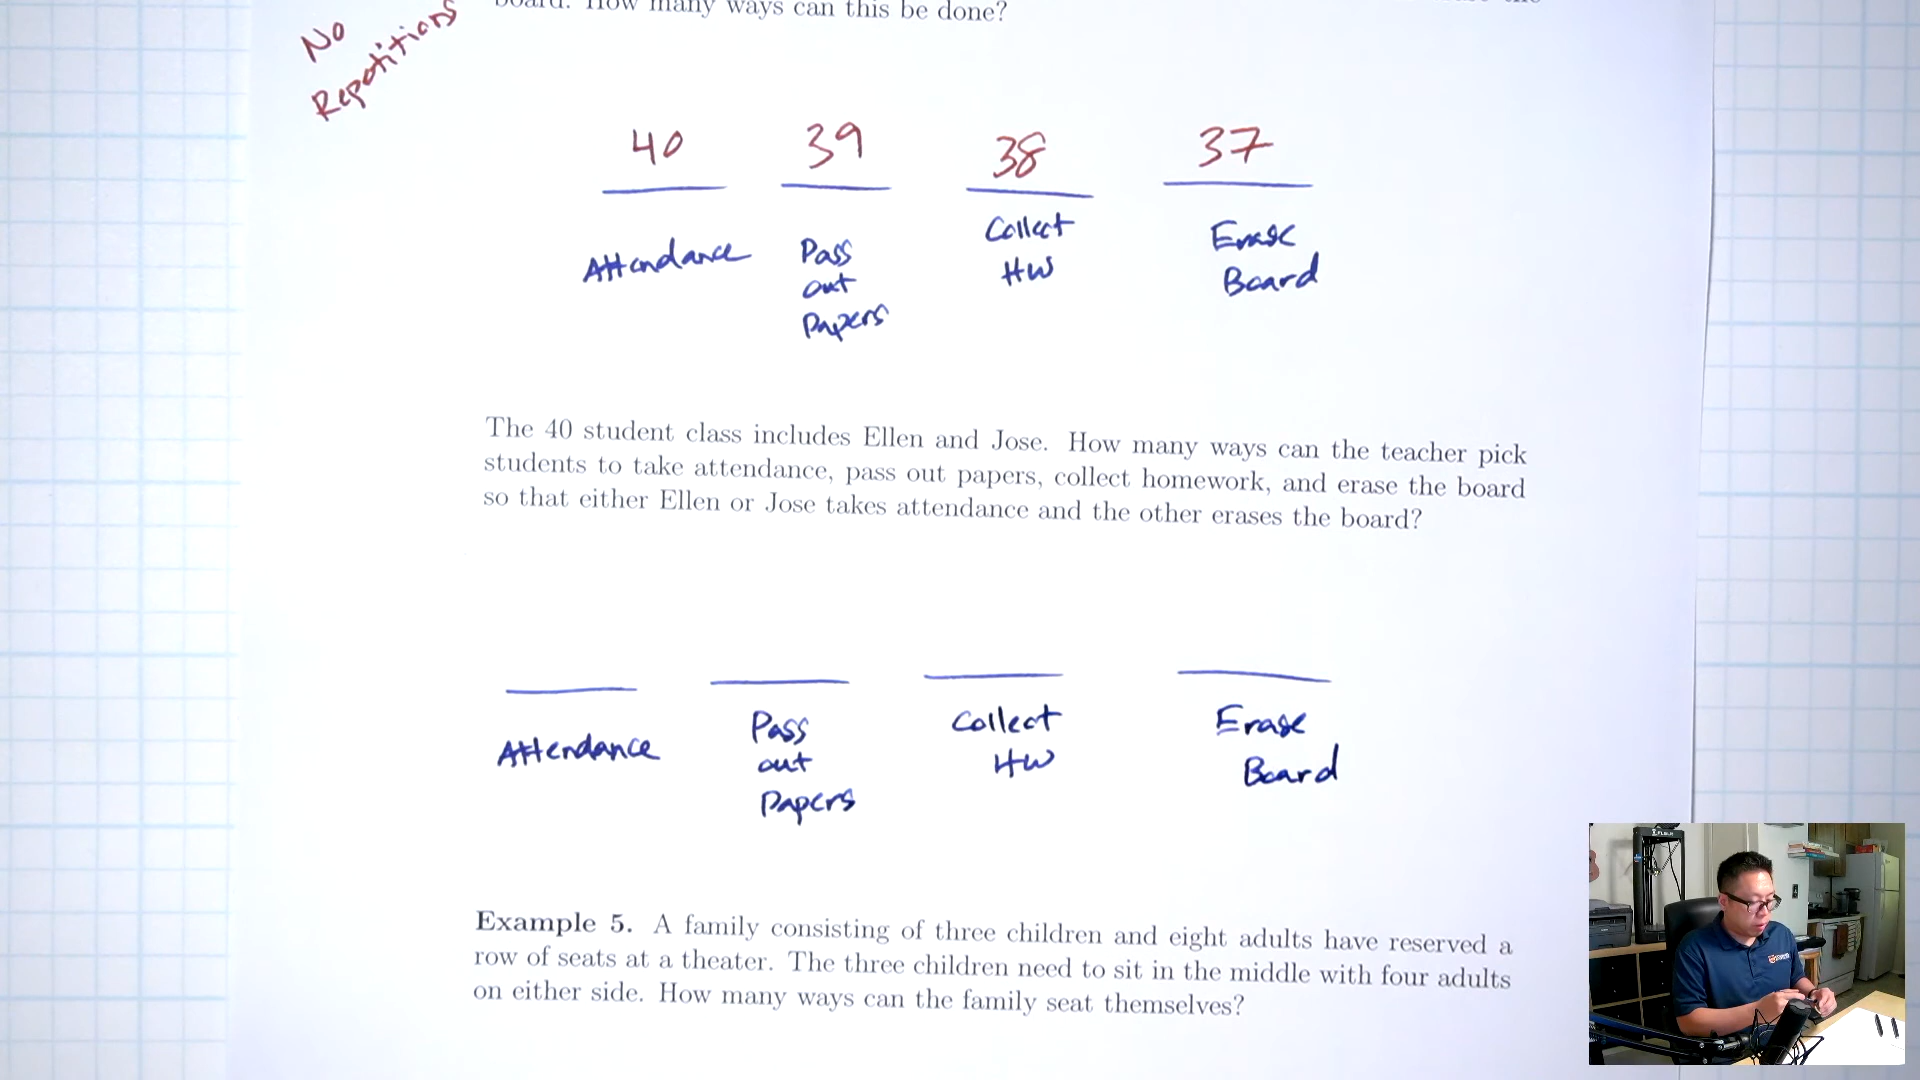 No
Repotitions
many ways can this be done?
40 39 38 37
Attendance
Pass
out
Papers
Collect
HW
Erase
Board
The 40 student class includes Ellen and Jose. How many ways can the teacher pick
students to take attendance, pass out papers, collect homework, and erase the board
so that either Ellen or Jose takes attendance and the other erases the board?
Attendance
Pass
out
Papers
Collect
HW
Erase
Board
Example 5. A family consisting of three children and eight adults have reserved a
row of seats at a theater. The three children need to sit in the middle with four adults
on either side. How many ways can the family seat themselves?